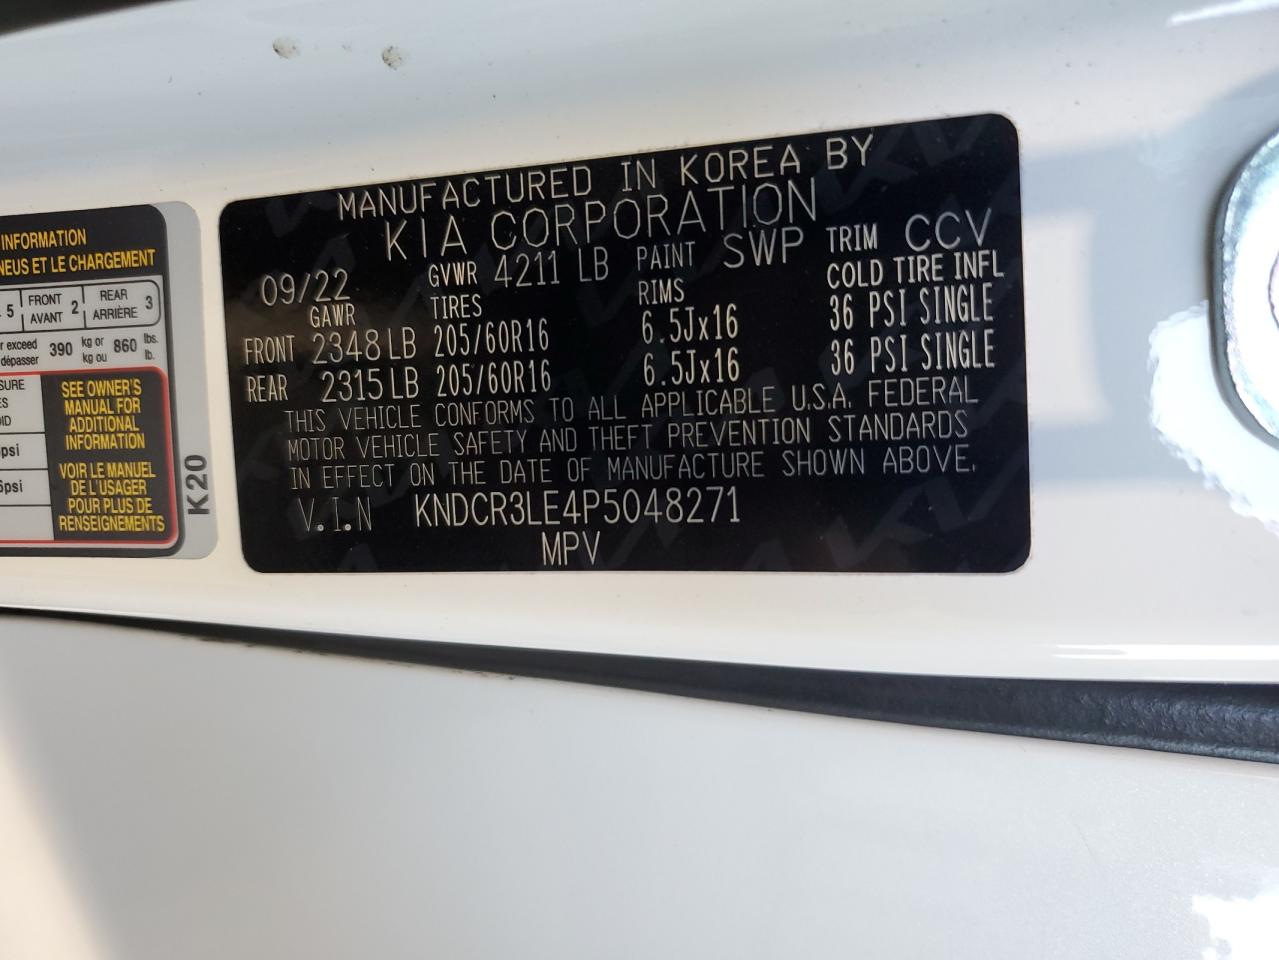 INFORMATION
NEUS ET LE CHARGEMENT
5 FRONT AVANT 2 REAR ARRIÈRE 3
exceed dépasser 390 kg or kg ou 860 lbs. lb.
SEE OWNER'S
MANUAL FOR
ADDITIONAL
INFORMATION
VOIR LE MANUEL
DE L'USAGER
POUR PLUS DE
RENSEIGNEMENTS
psi
psi
K20
MANUFACTURED IN KOREA BY
KIA CORPORATION
09/22 GVWR 4211 LB PAINT SWP TRIM CCV
GAWR TIRES RIMS COLD TIRE INFL
FRONT 2348 LB 205/60R16 6.5Jx16 36 PSI SINGLE
REAR 2315 LB 205/60R16 6.5Jx16 36 PSI SINGLE
THIS VEHICLE CONFORMS TO ALL APPLICABLE U.S.A. FEDERAL
MOTOR VEHICLE SAFETY AND THEFT PREVENTION STANDARDS
IN EFFECT ON THE DATE OF MANUFACTURE SHOWN ABOVE.
V.I.N KNDCR3LE4P5048271
MPV